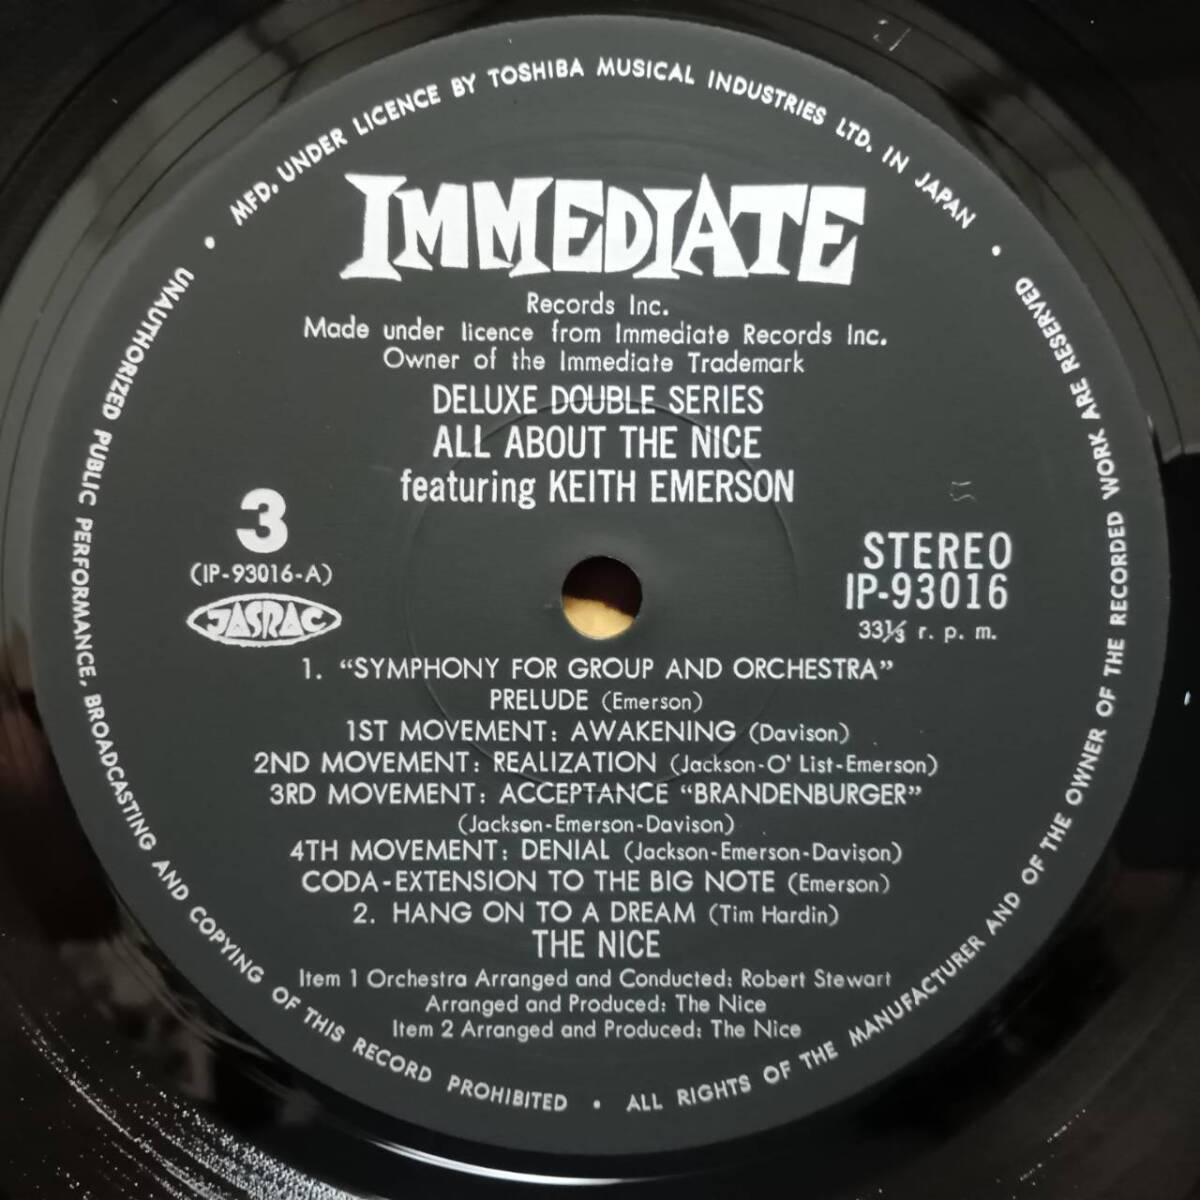 MFD. UNDER LICENCE BY TOSHIBA MUSICAL INDUSTRIES LTD. IN JAPAN •
IMMEDIATE
Records Inc.
Made under licence from Immediate Records Inc.
Owner of the Immediate Trademark
DELUXE DOUBLE SERIES
ALL ABOUT THE NICE
featuring KEITH EMERSON
3
(IP-93016-A)
JASRAC
STEREO
IP-93016
33⅓ r. p. m.
1. “SYMPHONY FOR GROUP AND ORCHESTRA”
PRELUDE (Emerson)
1ST MOVEMENT: AWAKENING (Davison)
2ND MOVEMENT: REALIZATION (Jackson-O' List-Emerson)
3RD MOVEMENT: ACCEPTANCE “BRANDENBURGER”
(Jackson-Emerson-Davison)
4TH MOVEMENT: DENIAL (Jackson-Emerson-Davison)
CODA-EXTENSION TO THE BIG NOTE (Emerson)
2. HANG ON TO A DREAM (Tim Hardin)
THE NICE
Item 1 Orchestra Arranged and Conducted: Robert Stewart
Arranged and Produced: The Nice
Item 2 Arranged and Produced: The Nice
• UNAUTHORIZED PUBLIC PERFORMANCE, BROADCASTING AND COPYING OF THIS RECORD PROHIBITED • ALL RIGHTS OF THE MANUFACTURER AND OF THE OWNER OF THE RECORDED WORK ARE RESERVED